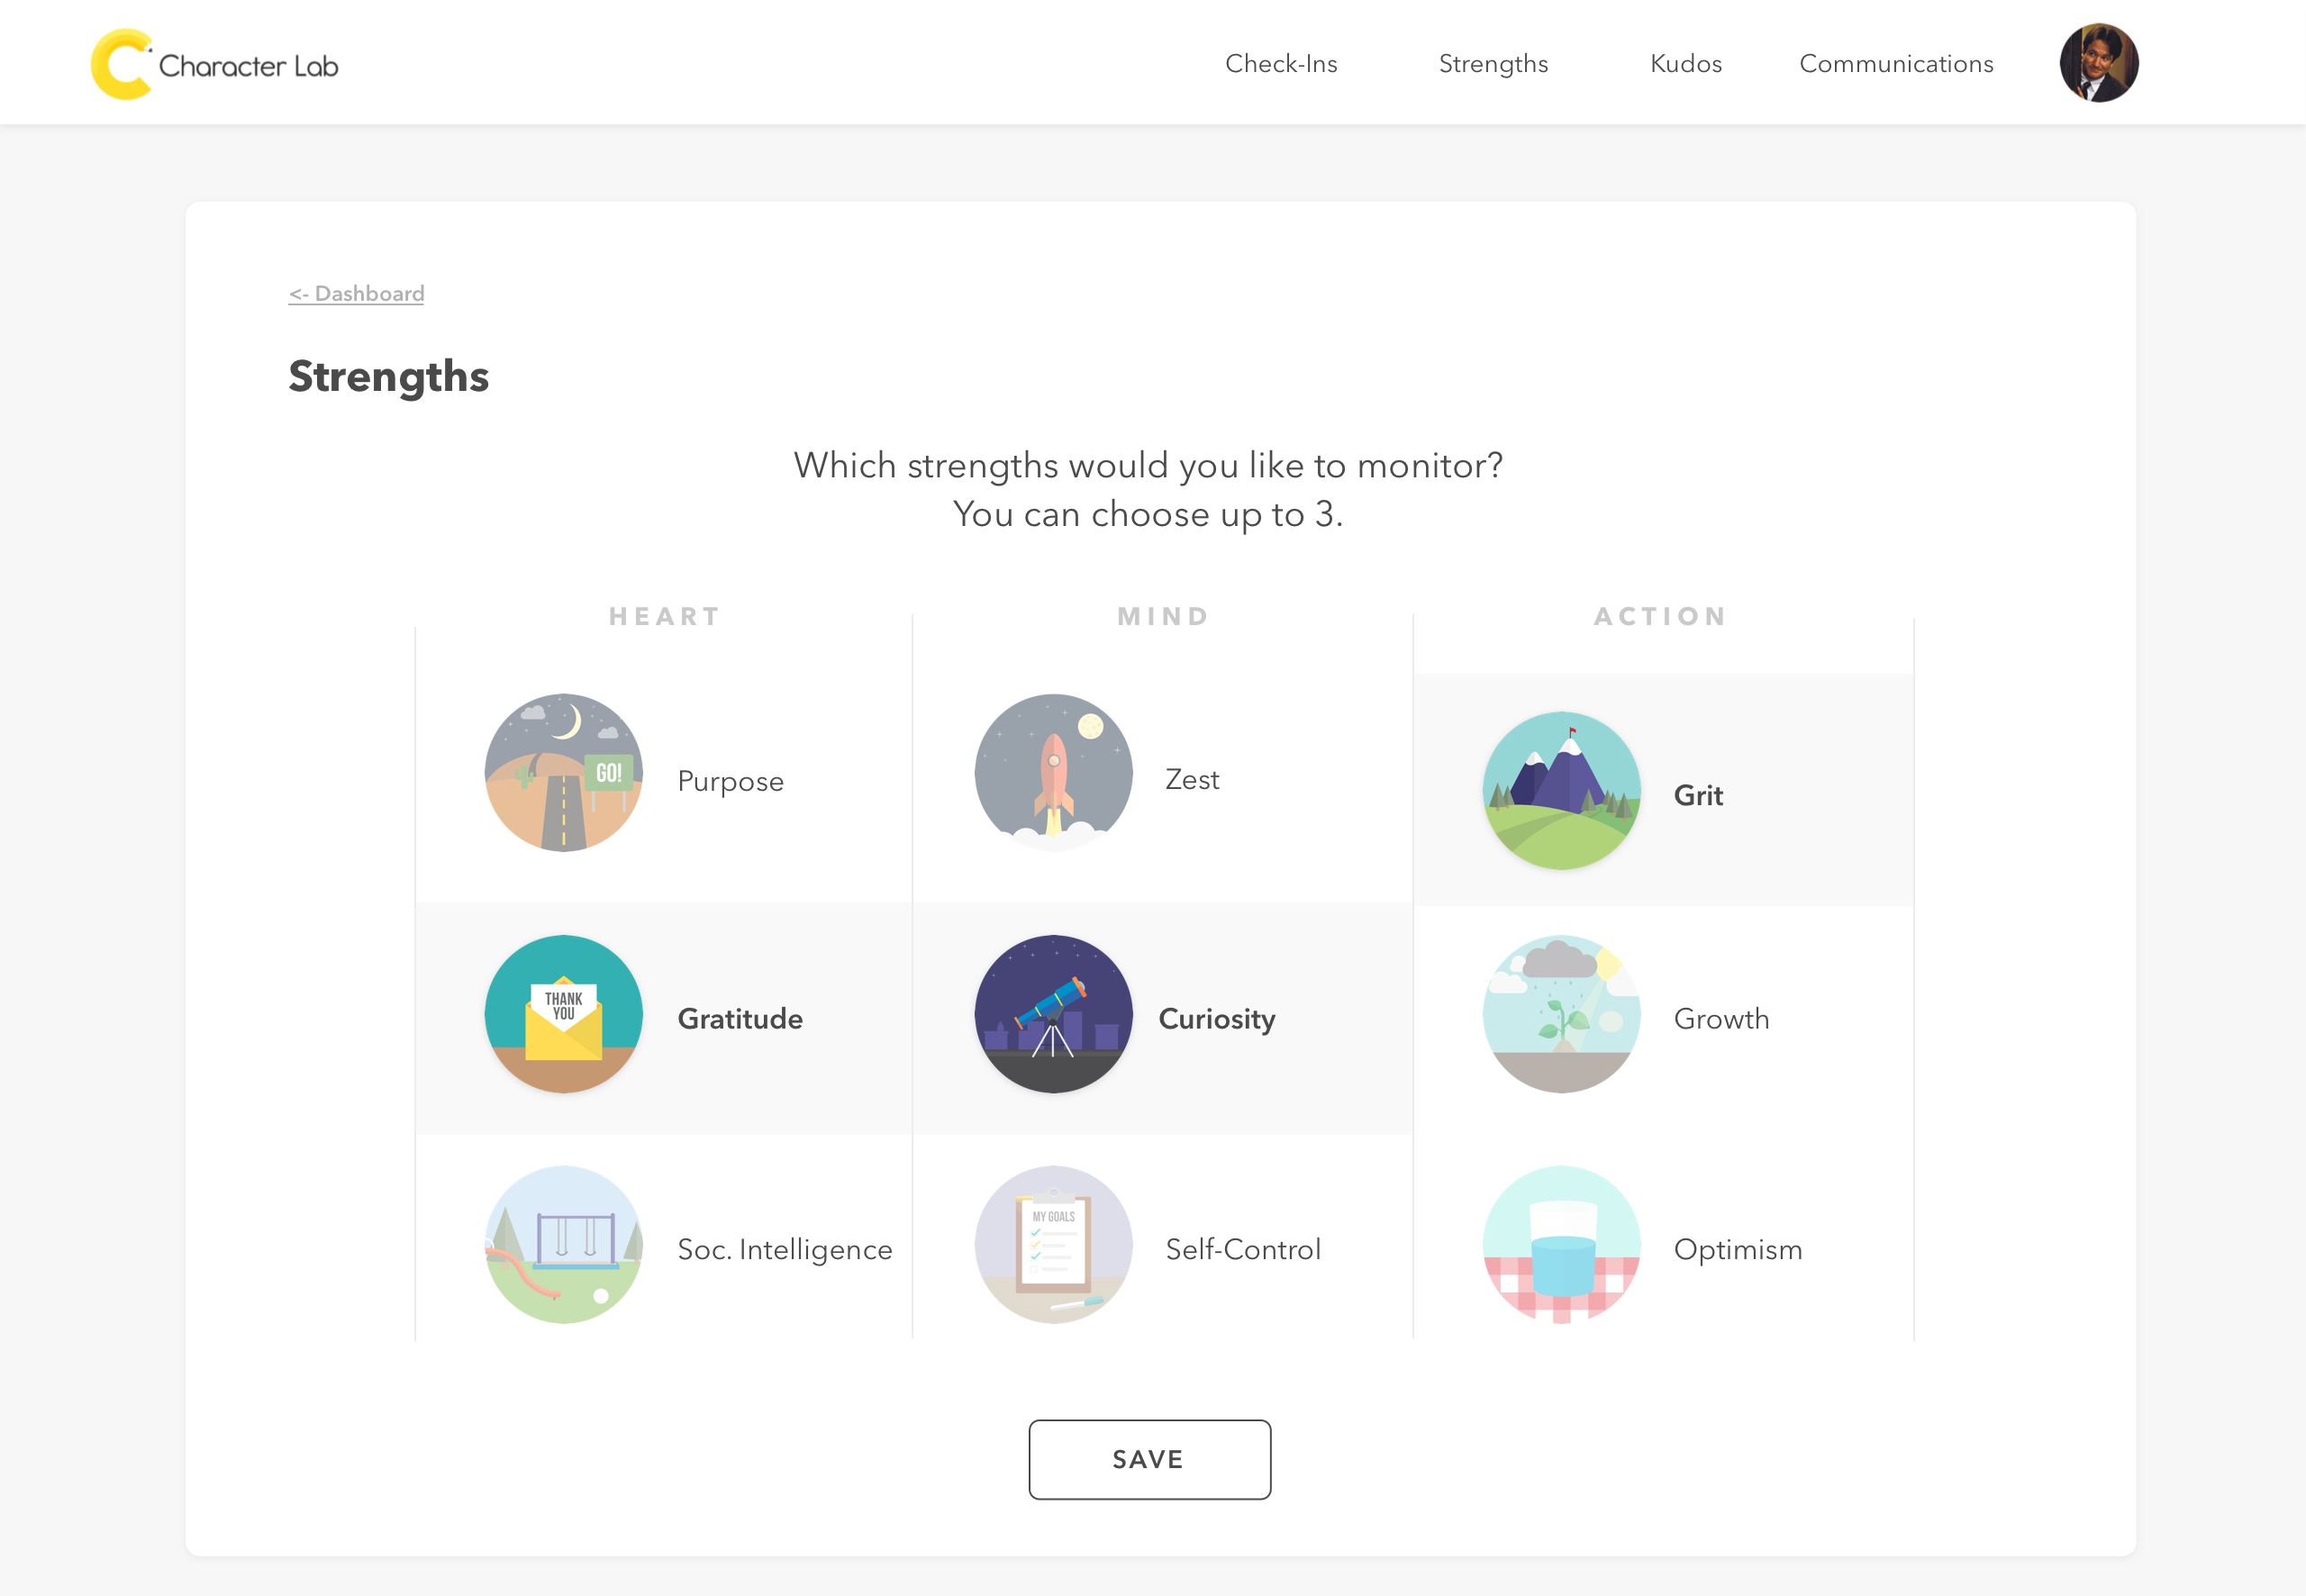 Character Lab
Check-Ins
Strengths
Kudos
Communications
<- Dashboard
Strengths
Which strengths would you like to monitor?
You can choose up to 3.
HEART
MIND
ACTION
GO!
Purpose
Zest
Grit
THANK
YOU
Gratitude
Curiosity
Growth
Soc. Intelligence
MY GOALS
Self-Control
Optimism
SAVE